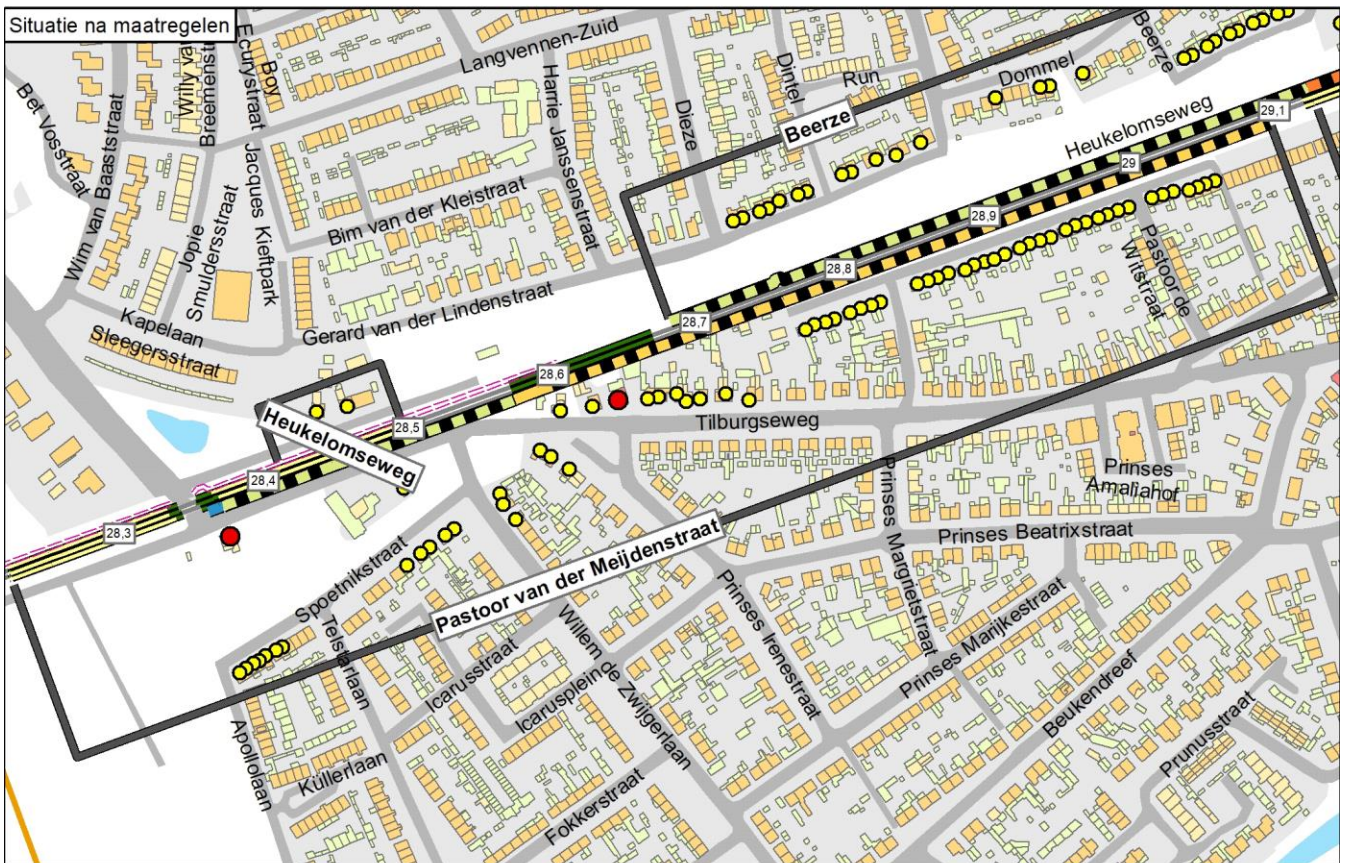 Situatie na maatregelen
Bet Vosstraat
Wim van Baaststraat
Willy van
Breemenstr
Ecurystraat
Boy
Jacques Kieftpark
Jopie
Smuldersstraat
Kapelaan
Sleegersstraat
Langvennen-Zuid
Harrie Janssenstraat
Bim van der Kleistraat
Gerard van der Lindenstraat
Dieze
Dintel
Run
Dommel
Beerze
Beerze
Heukelomseweg
29,1
29
28,9
28,8
28,7
28,6
28,5
28,4
28,3
Heukelomseweg
Tilburgseweg
Pastoor de
Witstraat
Prinses
Amaliahof
Prinses Beatrixstraat
Prinses Margrietstraat
Prinses Marijkestraat
Prinses Irenestraat
Beukendreef
Prunusstraat
Pastoor van der Meijdenstraat
Spoetnikstraat
Telstarlaan
Apollolaan
Icarusstraat
Icarusplein
Küllerlaan
Fokkerstraat
Willem de Zwijgerlaan